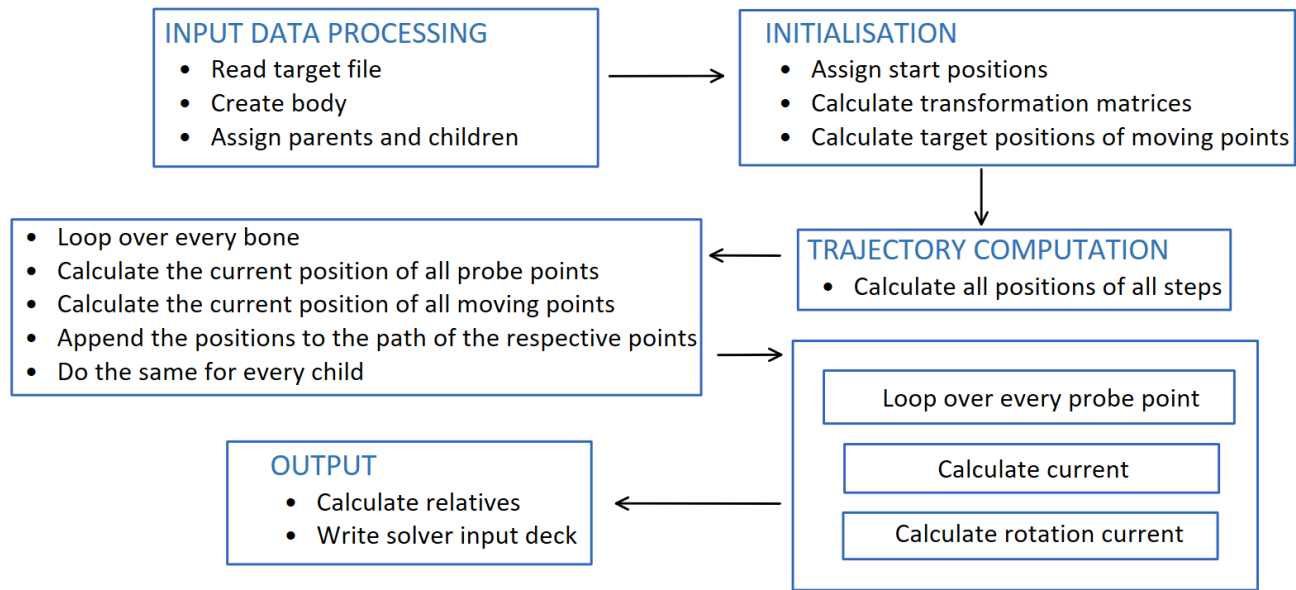 INPUT DATA PROCESSING
• Read target file
• Create body
• Assign parents and children
INITIALISATION
• Assign start positions
• Calculate transformation matrices
• Calculate target positions of moving points
TRAJECTORY COMPUTATION
• Calculate all positions of all steps
• Loop over every bone
• Calculate the current position of all probe points
• Calculate the current position of all moving points
• Append the positions to the path of the respective points
• Do the same for every child
Loop over every probe point
Calculate current
Calculate rotation current
OUTPUT
• Calculate relatives
• Write solver input deck